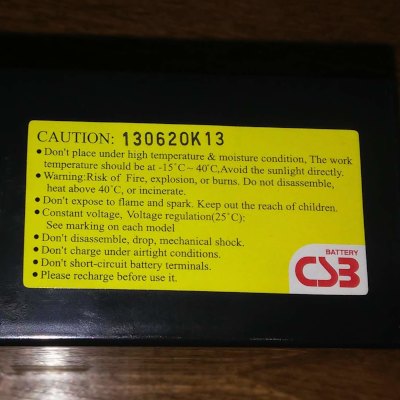 CAUTION: 130620K13
• Don't place under high temperature & moisture condition, The work
temperature should be at -15˚C ~ 40˚C,Avoid the sunlight directly.
• Warning:Risk of Fire, explosion, or burns. Do not disassemble,
heat above 40˚C, or incinerate.
• Don't expose to flame and spark. Keep out the reach of children.
• Constant voltage, Voltage regulation(25˚C):
See marking on each model
• Don't disassemble, drop, mechanical shock.
• Don't charge under airtight conditions.
• Don't short-circuit battery terminals.
• Please recharge before use it.
BATTERY
CSB